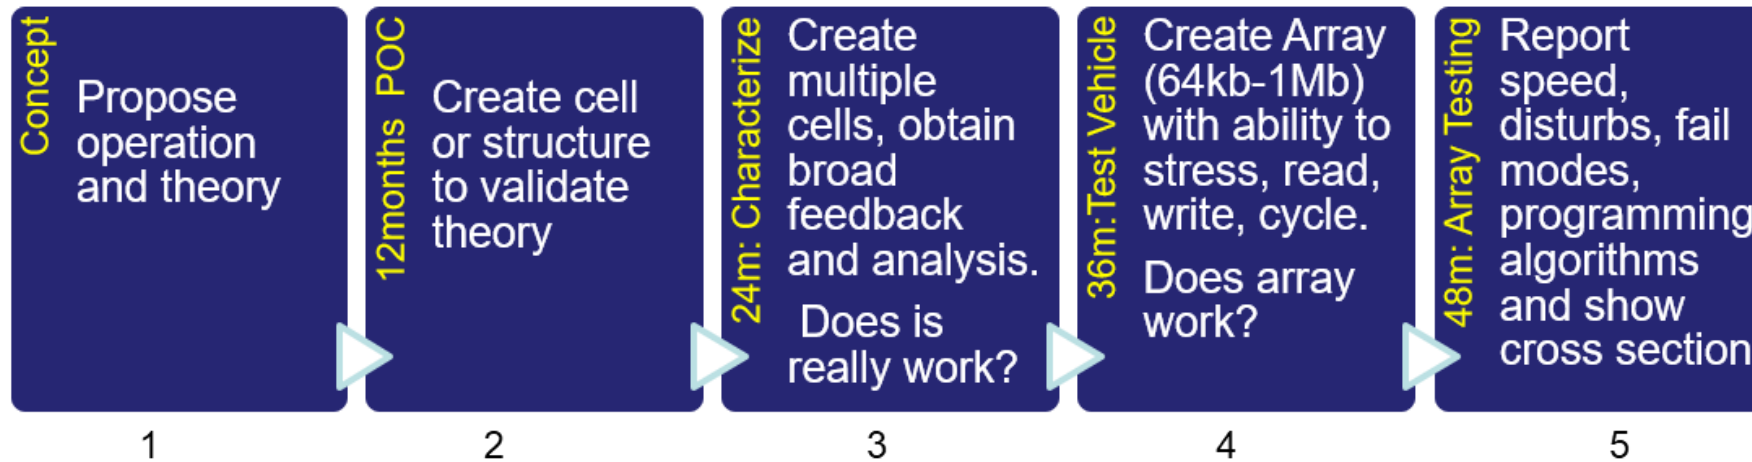 Concept
Propose
operation
and theory
12months POC
Create cell
or structure
to validate
theory
24m: Characterize
Create
multiple
cells, obtain
broad
feedback
and analysis.
Does is
really work?
36m:Test Vehicle
Create Array
(64kb-1Mb)
with ability to
stress, read,
write, cycle.
Does array
work?
48m: Array Testing
Report
speed,
disturbs, fail
modes,
programming
algorithms
and show
cross section
1
2
3
4
5